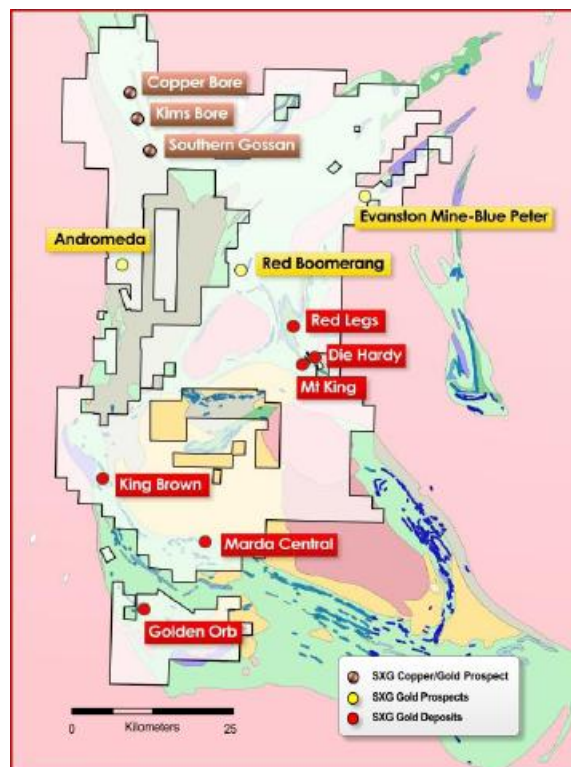 Copper Bore
Kims Bore
Southern Gossan
Evanston Mine-Blue Peter
Andromeda
Red Boomerang
Red Legs
Die Hardy
Mt King
King Brown
Marda Central
Golden Orb
SXG Copper/Gold Prospect
SXG Gold Prospects
SXG Gold Deposits
0 Kilometers 25